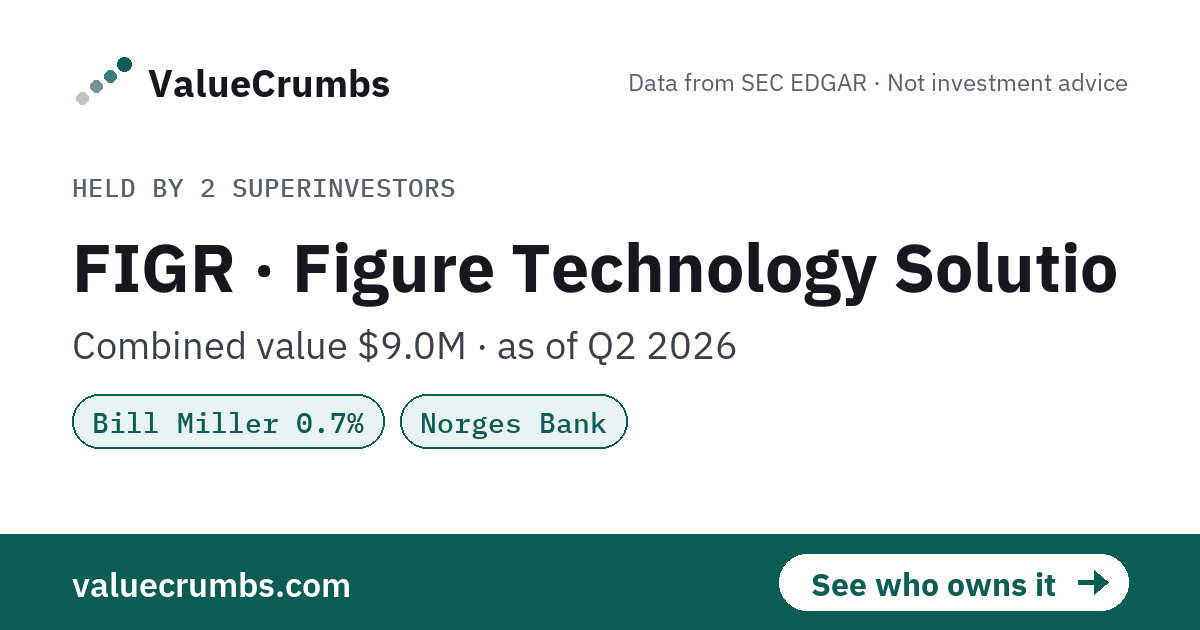 ValueCrumbs
Data from SEC EDGAR · Not investment advice
HELD BY 2 SUPERINVESTORS
FIGR · Figure Technology Solutio
Combined value $9.0M · as of Q2 2026
Bill Miller 0.7%
Norges Bank
valuecrumbs.com
See who owns it →